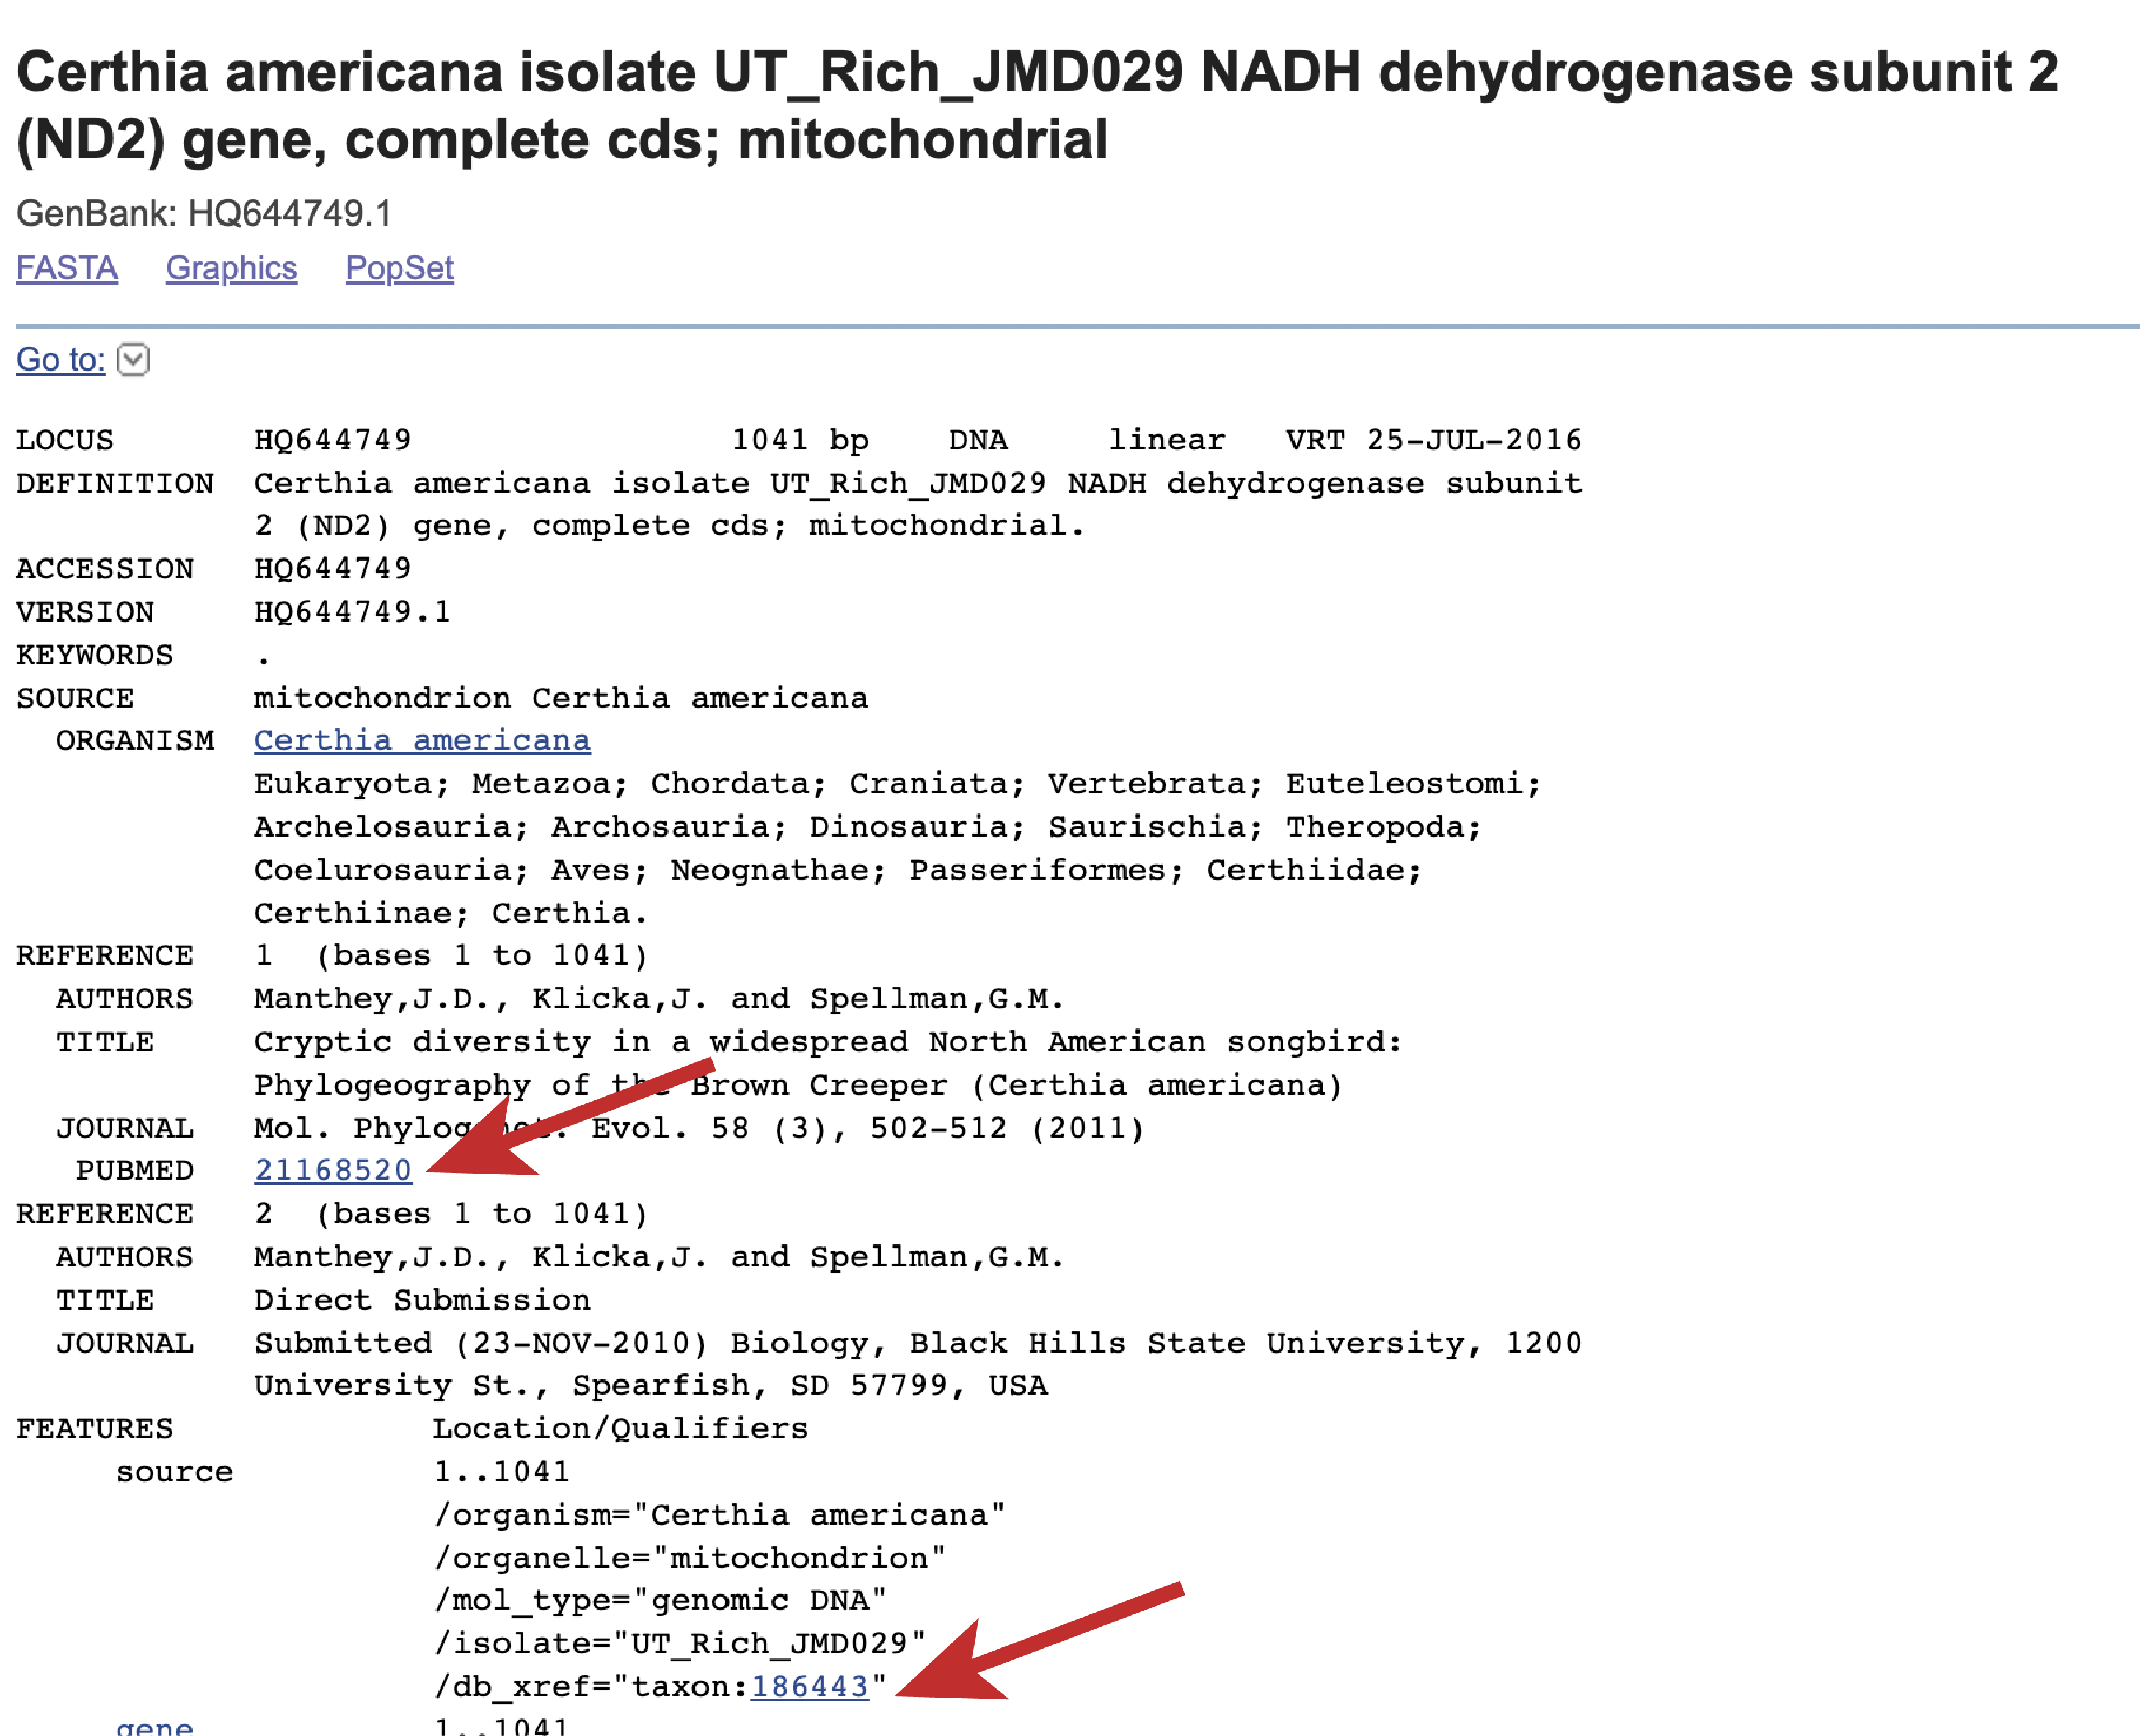 Certhia americana isolate UT_Rich_JMD029 NADH dehydrogenase subunit 2
(ND2) gene, complete cds; mitochondrial
GenBank: HQ644749.1
FASTA Graphics PopSet
Go to:
LOCUS HQ644749 1041 bp DNA linear VRT 25-JUL-2016
DEFINITION Certhia americana isolate UT_Rich_JMD029 NADH dehydrogenase subunit
2 (ND2) gene, complete cds; mitochondrial.
ACCESSION HQ644749
VERSION HQ644749.1
KEYWORDS .
SOURCE mitochondrion Certhia americana
ORGANISM Certhia americana
Eukaryota; Metazoa; Chordata; Craniata; Vertebrata; Euteleostomi;
Archelosauria; Archosauria; Dinosauria; Saurischia; Theropoda;
Coelurosauria; Aves; Neognathae; Passeriformes; Certhiidae;
Certhiinae; Certhia.
REFERENCE 1 (bases 1 to 1041)
AUTHORS Manthey,J.D., Klicka,J. and Spellman,G.M.
TITLE Cryptic diversity in a widespread North American songbird:
Phylogeography of the Brown Creeper (Certhia americana)
JOURNAL Mol. Phylogenet. Evol. 58 (3), 502-512 (2011)
PUBMED 21168520
REFERENCE 2 (bases 1 to 1041)
AUTHORS Manthey,J.D., Klicka,J. and Spellman,G.M.
TITLE Direct Submission
JOURNAL Submitted (23-NOV-2010) Biology, Black Hills State University, 1200
University St., Spearfish, SD 57799, USA
FEATURES Location/Qualifiers
source 1..1041
/organism="Certhia americana"
/organelle="mitochondrion"
/mol_type="genomic DNA"
/isolate="UT_Rich_JMD029"
/db_xref="taxon:186443"
gene 1..1041